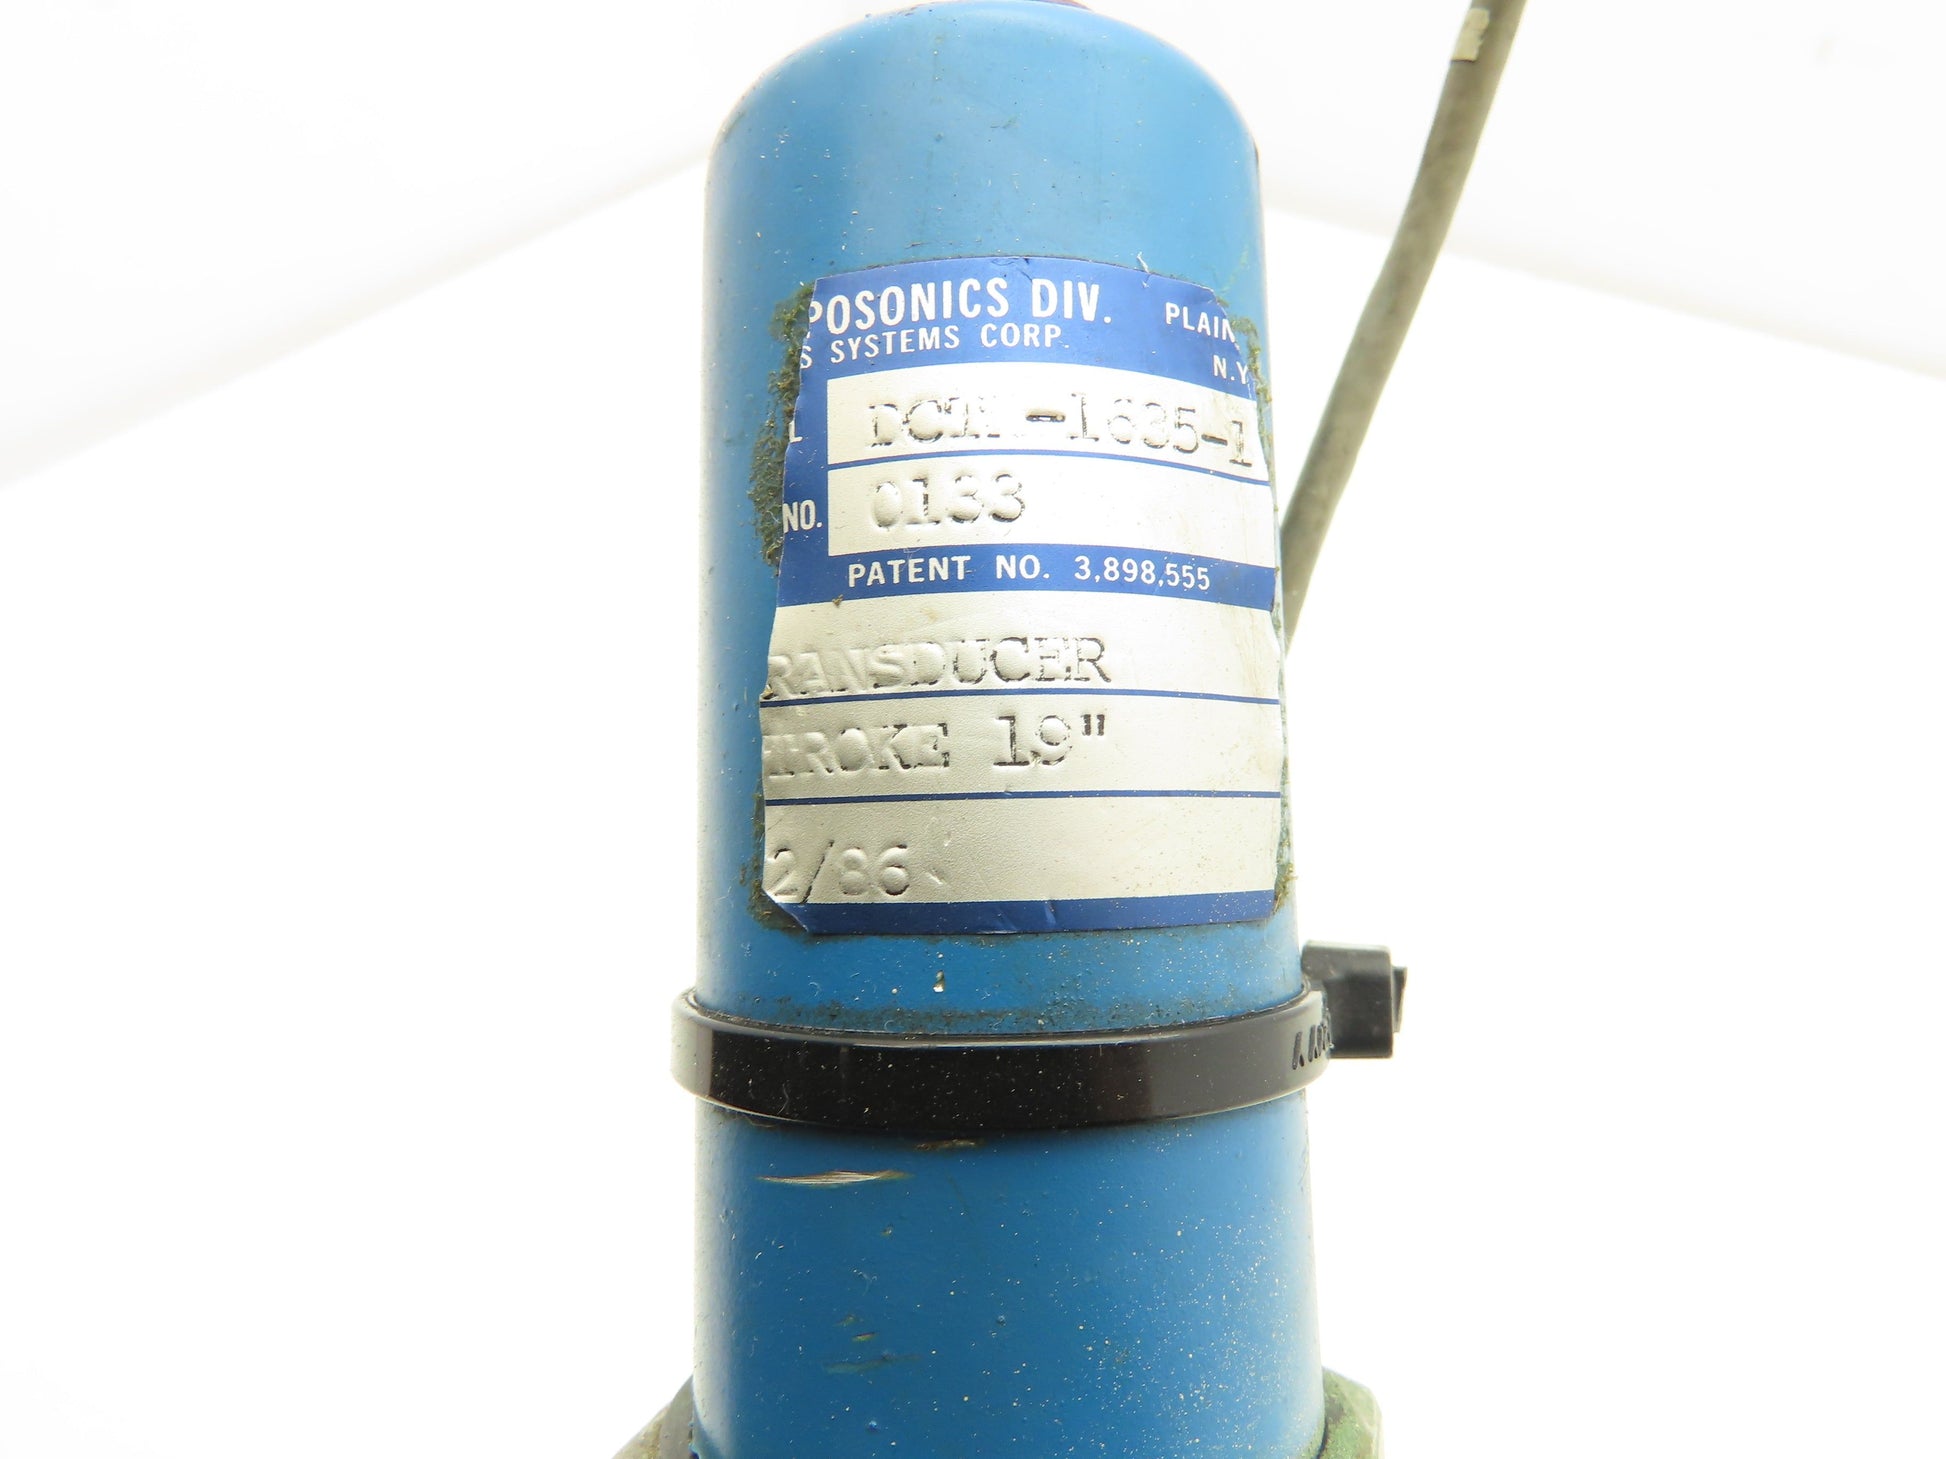 POSONICS DIV. PLAIN
S SYSTEMS CORP. N.Y
L -1635-1
NO. 0133
PATENT NO. 3,898,555
RANSDUCER
TROKE 19"
2/86